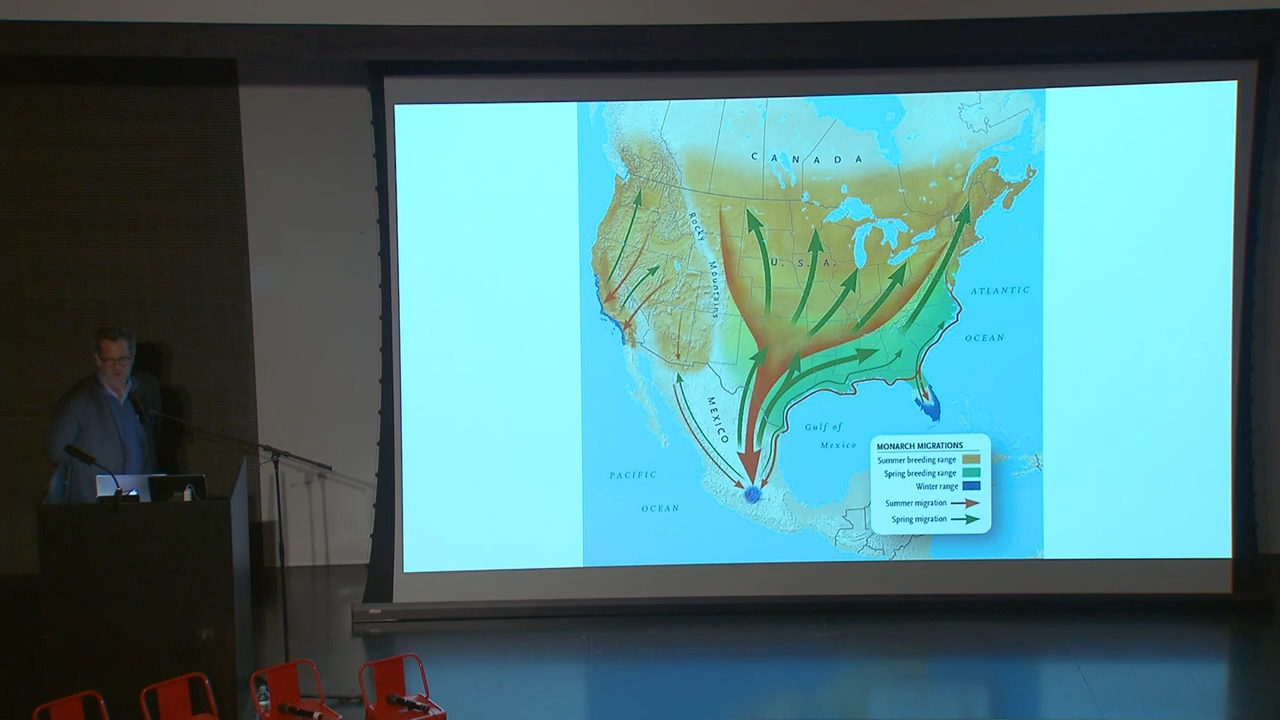 CANADA
Rocky Mountains
U. S. A.
ATLANTIC
OCEAN
MEXICO
Gulf of
Mexico
PACIFIC
OCEAN
MONARCH MIGRATIONS
Summer breeding range
Spring breeding range
Winter range
Summer migration
Spring migration